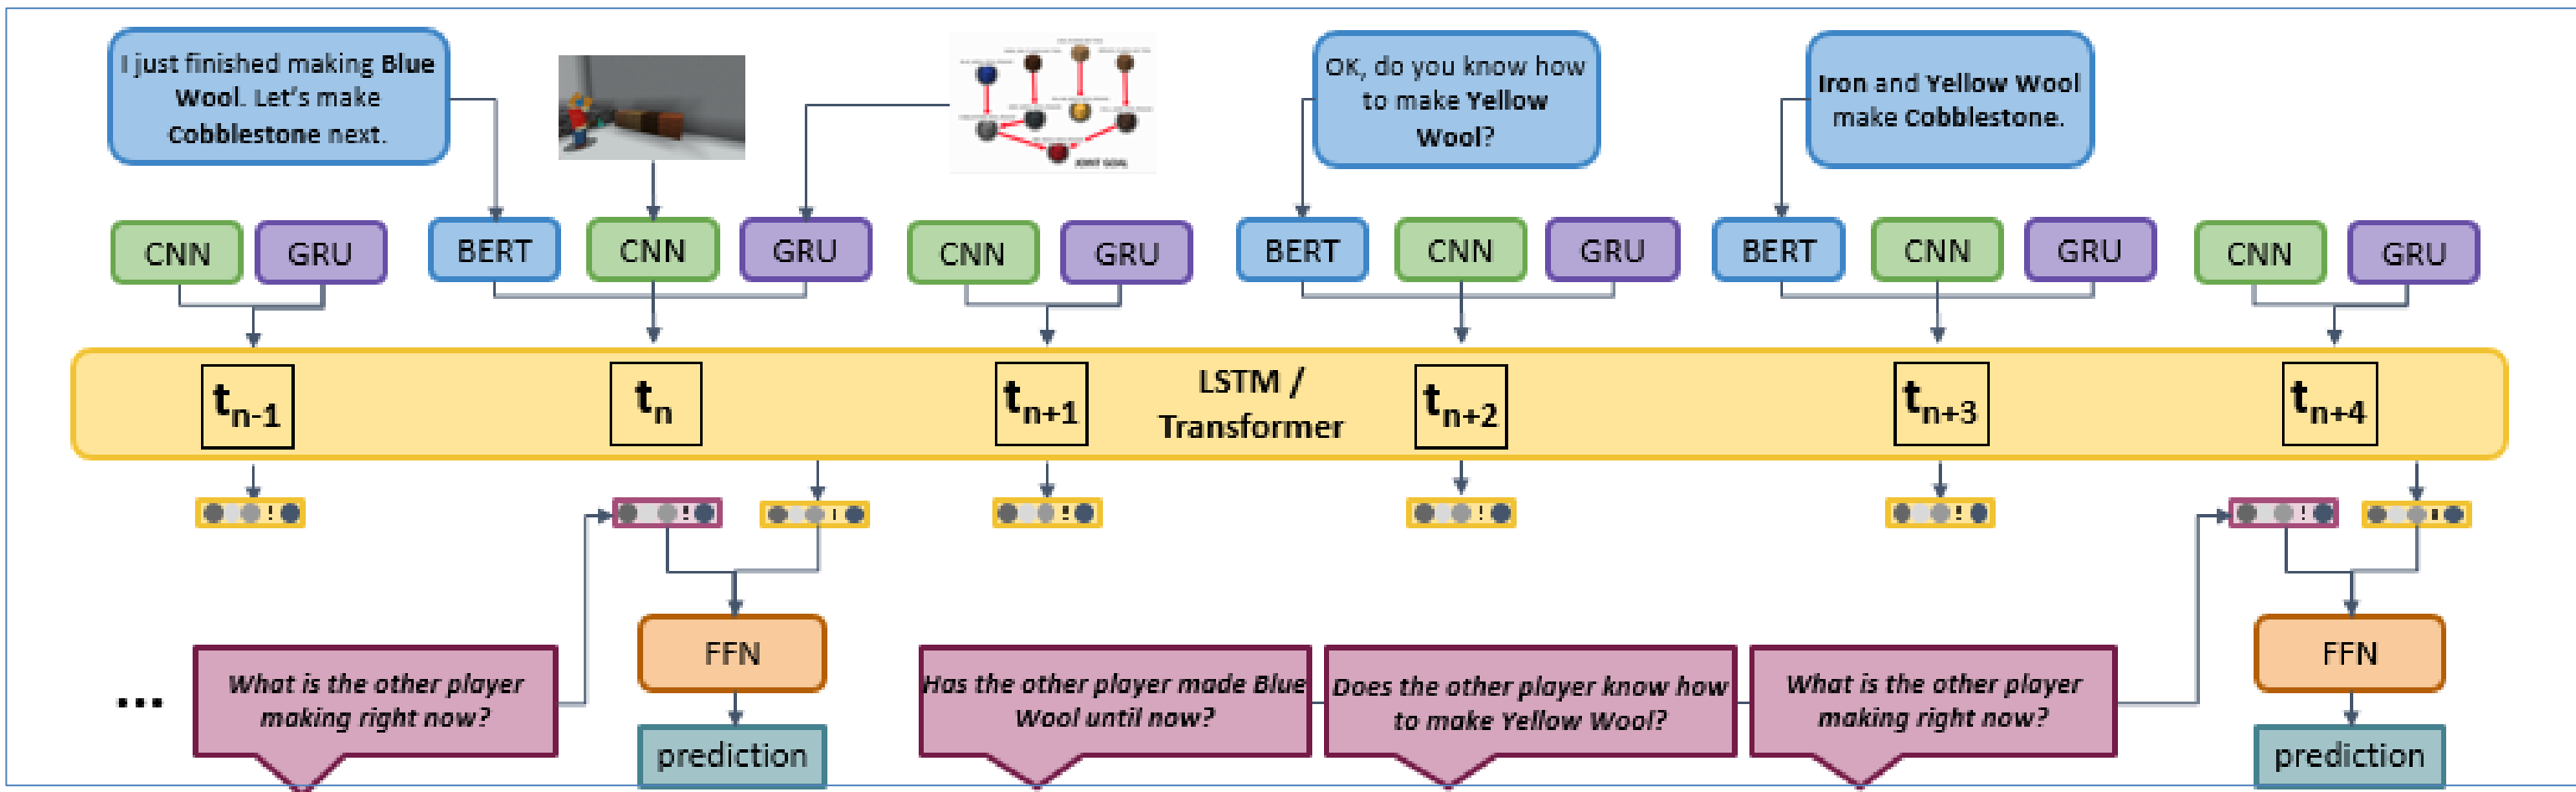 I just finished making Blue
Wool. Let's make
Cobblestone next.
JOINT GOAL
OK, do you know how
to make Yellow
Wool?
Iron and Yellow Wool
make Cobblestone.
CNN
GRU
BERT
CNN
GRU
CNN
GRU
BERT
CNN
GRU
BERT
CNN
GRU
CNN
GRU
tn-1
tn
tn+1
LSTM /
Transformer
tn+2
tn+3
tn+4
...
What is the other player
making right now?
FFN
prediction
Has the other player made Blue
Wool until now?
Does the other player know how
to make Yellow Wool?
What is the other player
making right now?
FFN
prediction